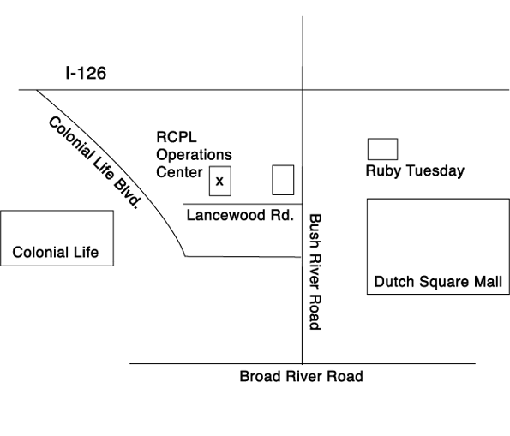 I-126
Colonial Life Blvd.
RCPL
Operations
Center
x
Ruby Tuesday
Lancewood Rd.
Bush River Road
Colonial Life
Dutch Square Mall
Broad River Road